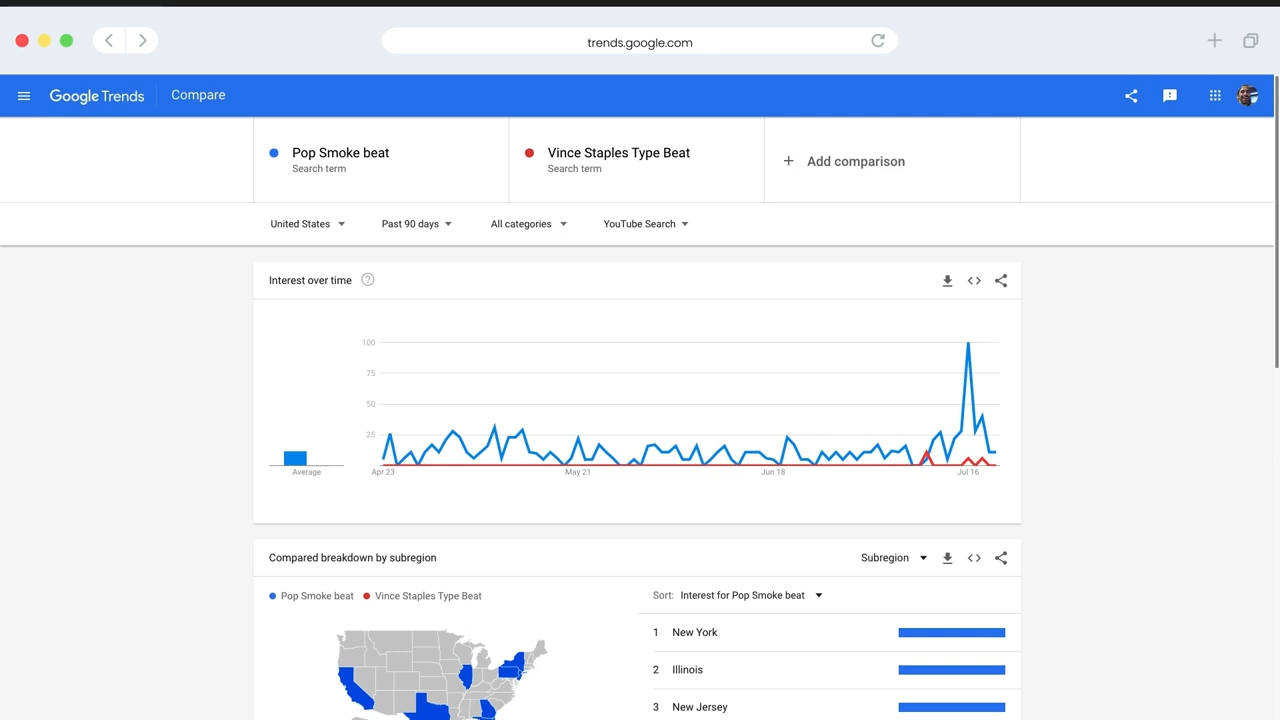 trends.google.com
Google Trends Compare
Pop Smoke beat
Search term
Vince Staples Type Beat
Search term
+ Add comparison
United States
Past 90 days
All categories
YouTube Search
Interest over time
100
75
50
25
Average
Apr 23
May 21
Jun 18
Jul 16
Compared breakdown by subregion
Subregion
Pop Smoke beat
Vince Staples Type Beat
Sort: Interest for Pop Smoke beat
1 New York
2 Illinois
3 New Jersey